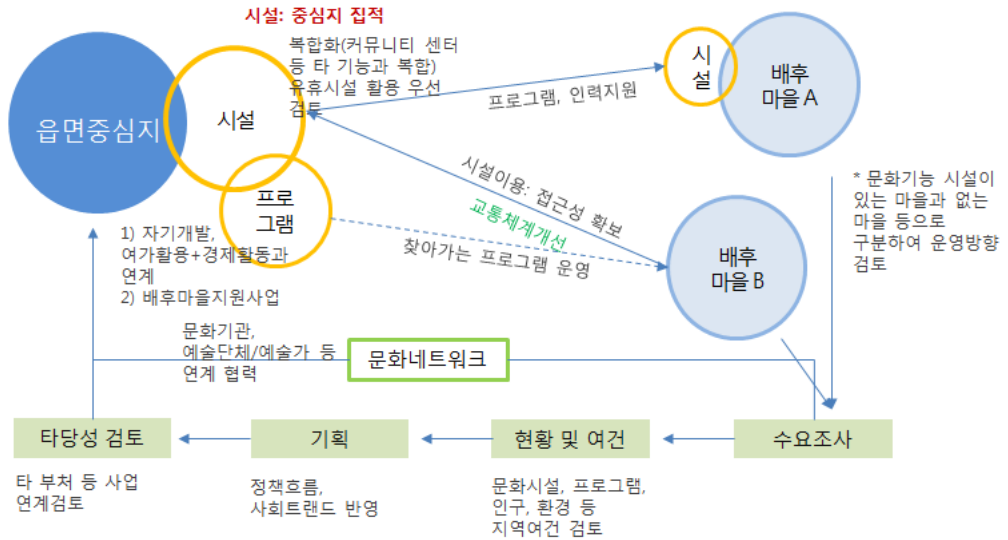 시설: 중심지 집적
복합화(커뮤니티 센터
등 타 기능과 복합)
유휴시설 활용 우선
검토
읍면중심지
시설
프로
그램
1) 자기개발,
여가활용+경제활동과
연계
2) 배후마을지원사업
프로그램, 인력지원
시설이용: 접근성 확보
교통체계개선
찾아가는 프로그램 운영
시
설
배후
마을 A
배후
마을 B
* 문화기능 시설이
있는 마을과 없는
마을 등으로
구분하여 운영방향
검토
문화기관,
예술단체/예술가 등
연계 협력
문화네트워크
타당성 검토
기획
현황 및 여건
수요조사
타 부처 등 사업
연계검토
정책흐름,
사회트랜드 반영
문화시설, 프로그램,
인구, 환경 등
지역여건 검토